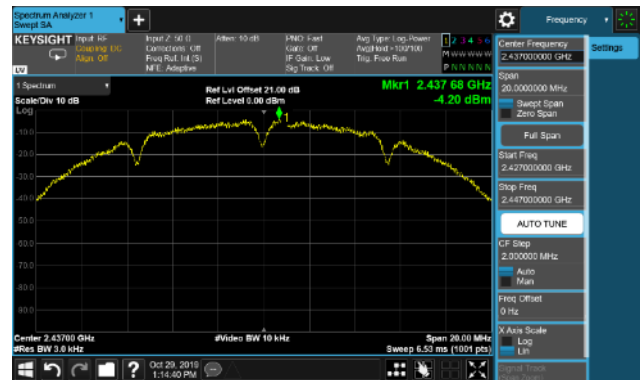 Spectrum Analyzer 1
Swept SA
Frequency
KEYSIGHT
Input: RF
Coupling: DC
Align: Off
Input Z: 50 Ω
Corrections: Off
Freq Ref: Int (S)
NFE: Adaptive
Atten: 10 dB
PNO: Fast
Gate: Off
IF Gain: Low
Sig Track: Off
Avg Type: Log-Power
Avg|Hold:>100/100
Trig: Free Run
1 2 3 4 5 6
M W W W W W
P N N N N N
Center Frequency
2.437000000 GHz
Settings
1 Spectrum
Scale/Div 10 dB
Log
Ref Lvl Offset 21.00 dB
Ref Level 0.00 dBm
Mkr1 2.437 68 GHz
-4.20 dBm
1
-10.0
-20.0
-30.0
-40.0
-50.0
-60.0
-70.0
-80.0
-90.0
Span
20.0000000 MHz
Swept Span
Zero Span
Full Span
Start Freq
2.427000000 GHz
Stop Freq
2.447000000 GHz
AUTO TUNE
CF Step
2.000000 MHz
Auto
Man
Freq Offset
0 Hz
X Axis Scale
Log
Lin
Signal Track
(Span Zoom)
Center 2.43700 GHz
#Res BW 3.0 kHz
#Video BW 10 kHz
Span 20.00 MHz
Sweep 6.53 ms (1001 pts)
?
Oct 29, 2019
1:14:40 PM